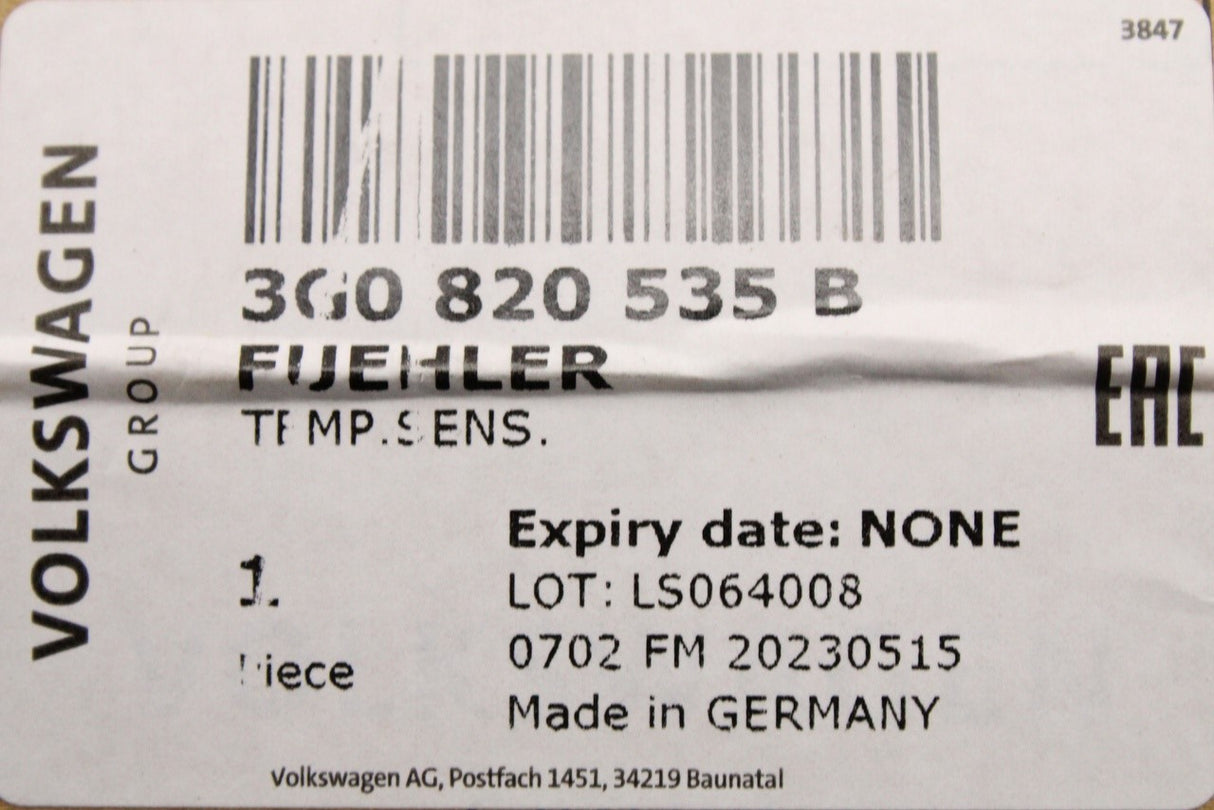 3847
VOLKSWAGEN
GROUP
3G0 820 535 B
FUEHLER
TEMP.SENS.
EAC
Expiry date: NONE
1
LOT: LS064008
0702 FM 20230515
Piece
Made in GERMANY
Volkswagen AG, Postfach 1451, 34219 Baunatal